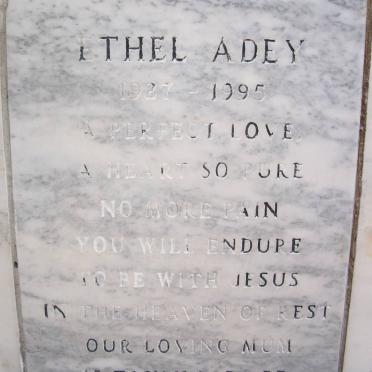 ETHEL ADEY
1927 - 1995
A PERFECT LOVE,
A HEART SO PURE
NO MORE PAIN
YOU WILL ENDURE
TO BE WITH JESUS
IN THE HEAVEN OF REST
OUR LOVING MUM